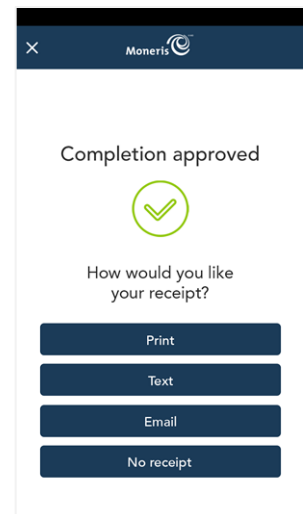 Moneris
Completion approved
How would you like
your receipt?
Print
Text
Email
No receipt